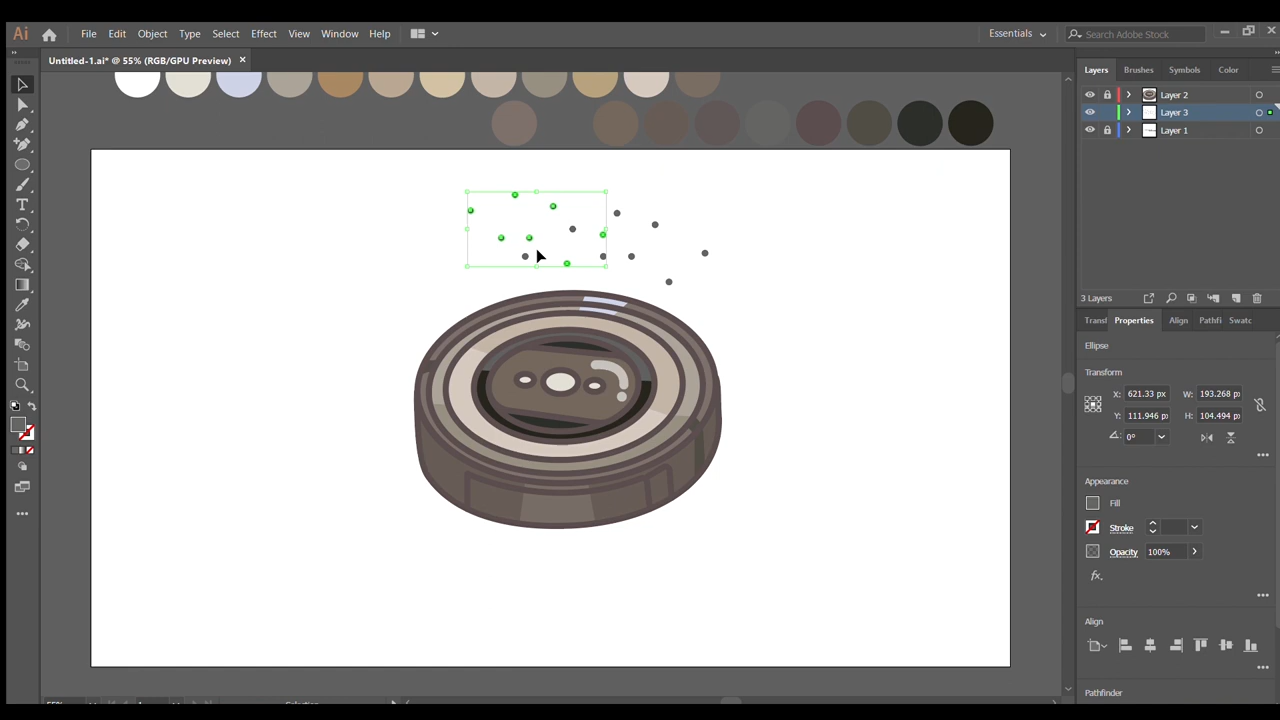 Ai File Edit Object Type Select Effect View Window Help Essentials Search Adobe Stock
Untitled-1.ai* @ 55% (RGB/GPU Preview) ×
Layers Brushes Symbols Color
Layer 2
Layer 3
Layer 1
3 Layers
Transf Properties Align Pathfi Swatc
Ellipse
Transform
X: 621.33 px W: 193.268 p
Y: 111.946 px H: 104.494 p
0°
Appearance
Fill
Stroke
Opacity 100%
fx.
Align
Pathfinder